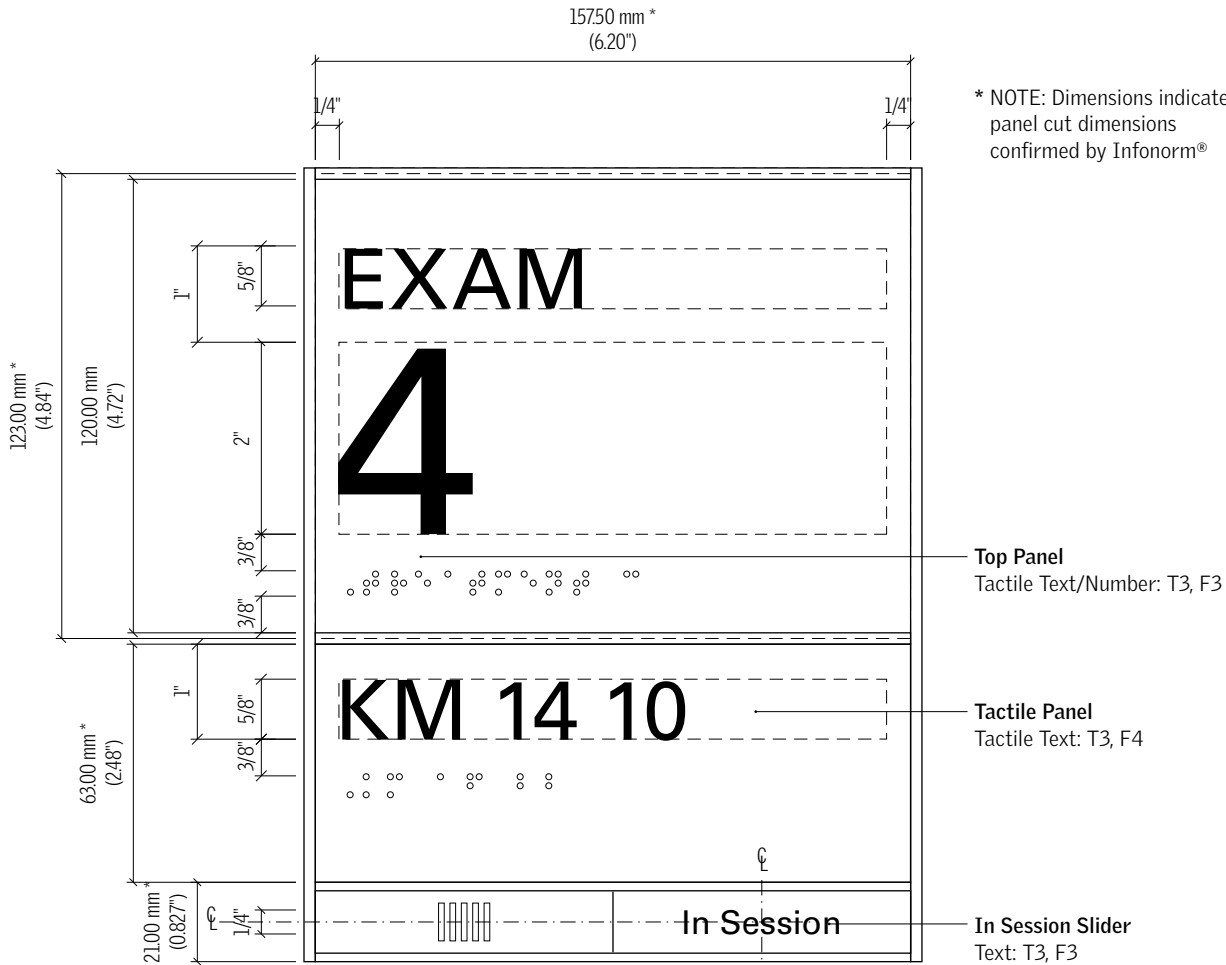 157.50 mm *
(6.20")
1/4"
1/4"
* NOTE: Dimensions indicate
panel cut dimensions
confirmed by Infonorm®
123.00 mm *
(4.84")
120.00 mm
(4.72")
1"
5/8"
EXAM
2"
4
3/8"
3/8"
Top Panel
Tactile Text/Number: T3, F3
63.00 mm *
(2.48")
1"
5/8"
3/8"
KM 14 10
Tactile Panel
Tactile Text: T3, F4
21.00 mm *
(0.827")
℄
1/4"
℄
In Session
In Session Slider
Text: T3, F3